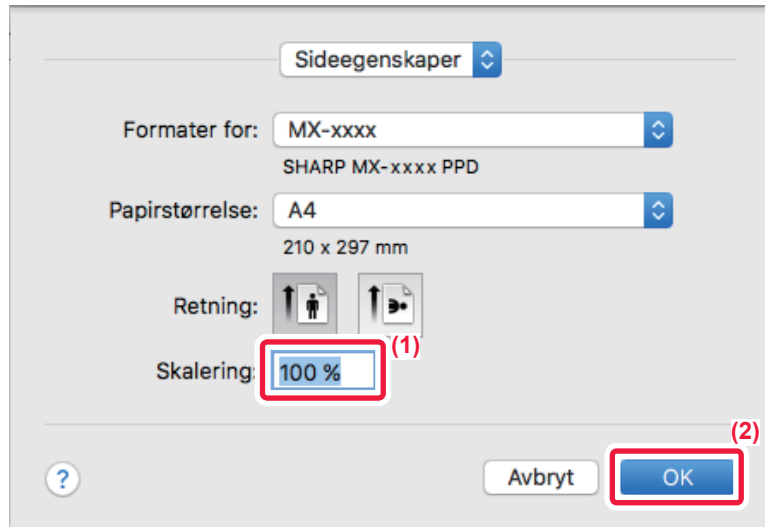 Sideegenskaper
Formater for: MX-xxxx
SHARP MX-xxxx PPD
Papirstørrelse: A4
210 x 297 mm
Retning:
(1)
Skalering: 100 %
(2)
? Avbryt OK